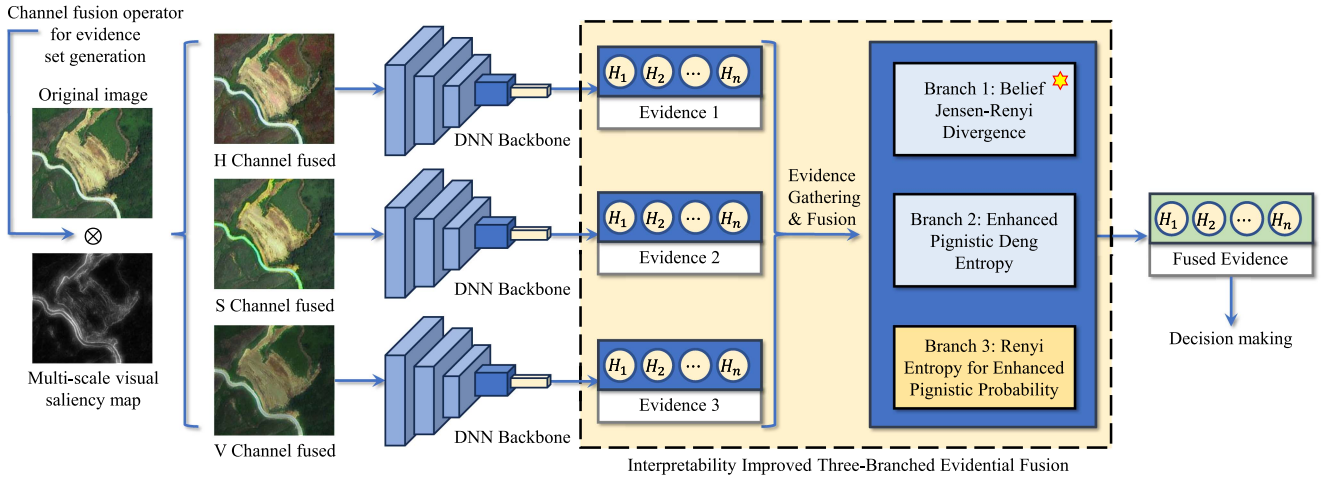 Channel fusion operator
for evidence
set generation
Original image
⊗
Multi-scale visual
saliency map
H Channel fused
S Channel fused
V Channel fused
DNN Backbone
DNN Backbone
DNN Backbone
H1 H2 ··· Hn
Evidence 1
H1 H2 ··· Hn
Evidence 2
H1 H2 ··· Hn
Evidence 3
Evidence
Gathering
& Fusion
Branch 1: Belief
Jensen-Renyi
Divergence
Branch 2: Enhanced
Pignistic Deng
Entropy
Branch 3: Renyi
Entropy for Enhanced
Pignistic Probability
Interpretability Improved Three-Branched Evidential Fusion
H1 H2 ··· Hn
Fused Evidence
Decision making